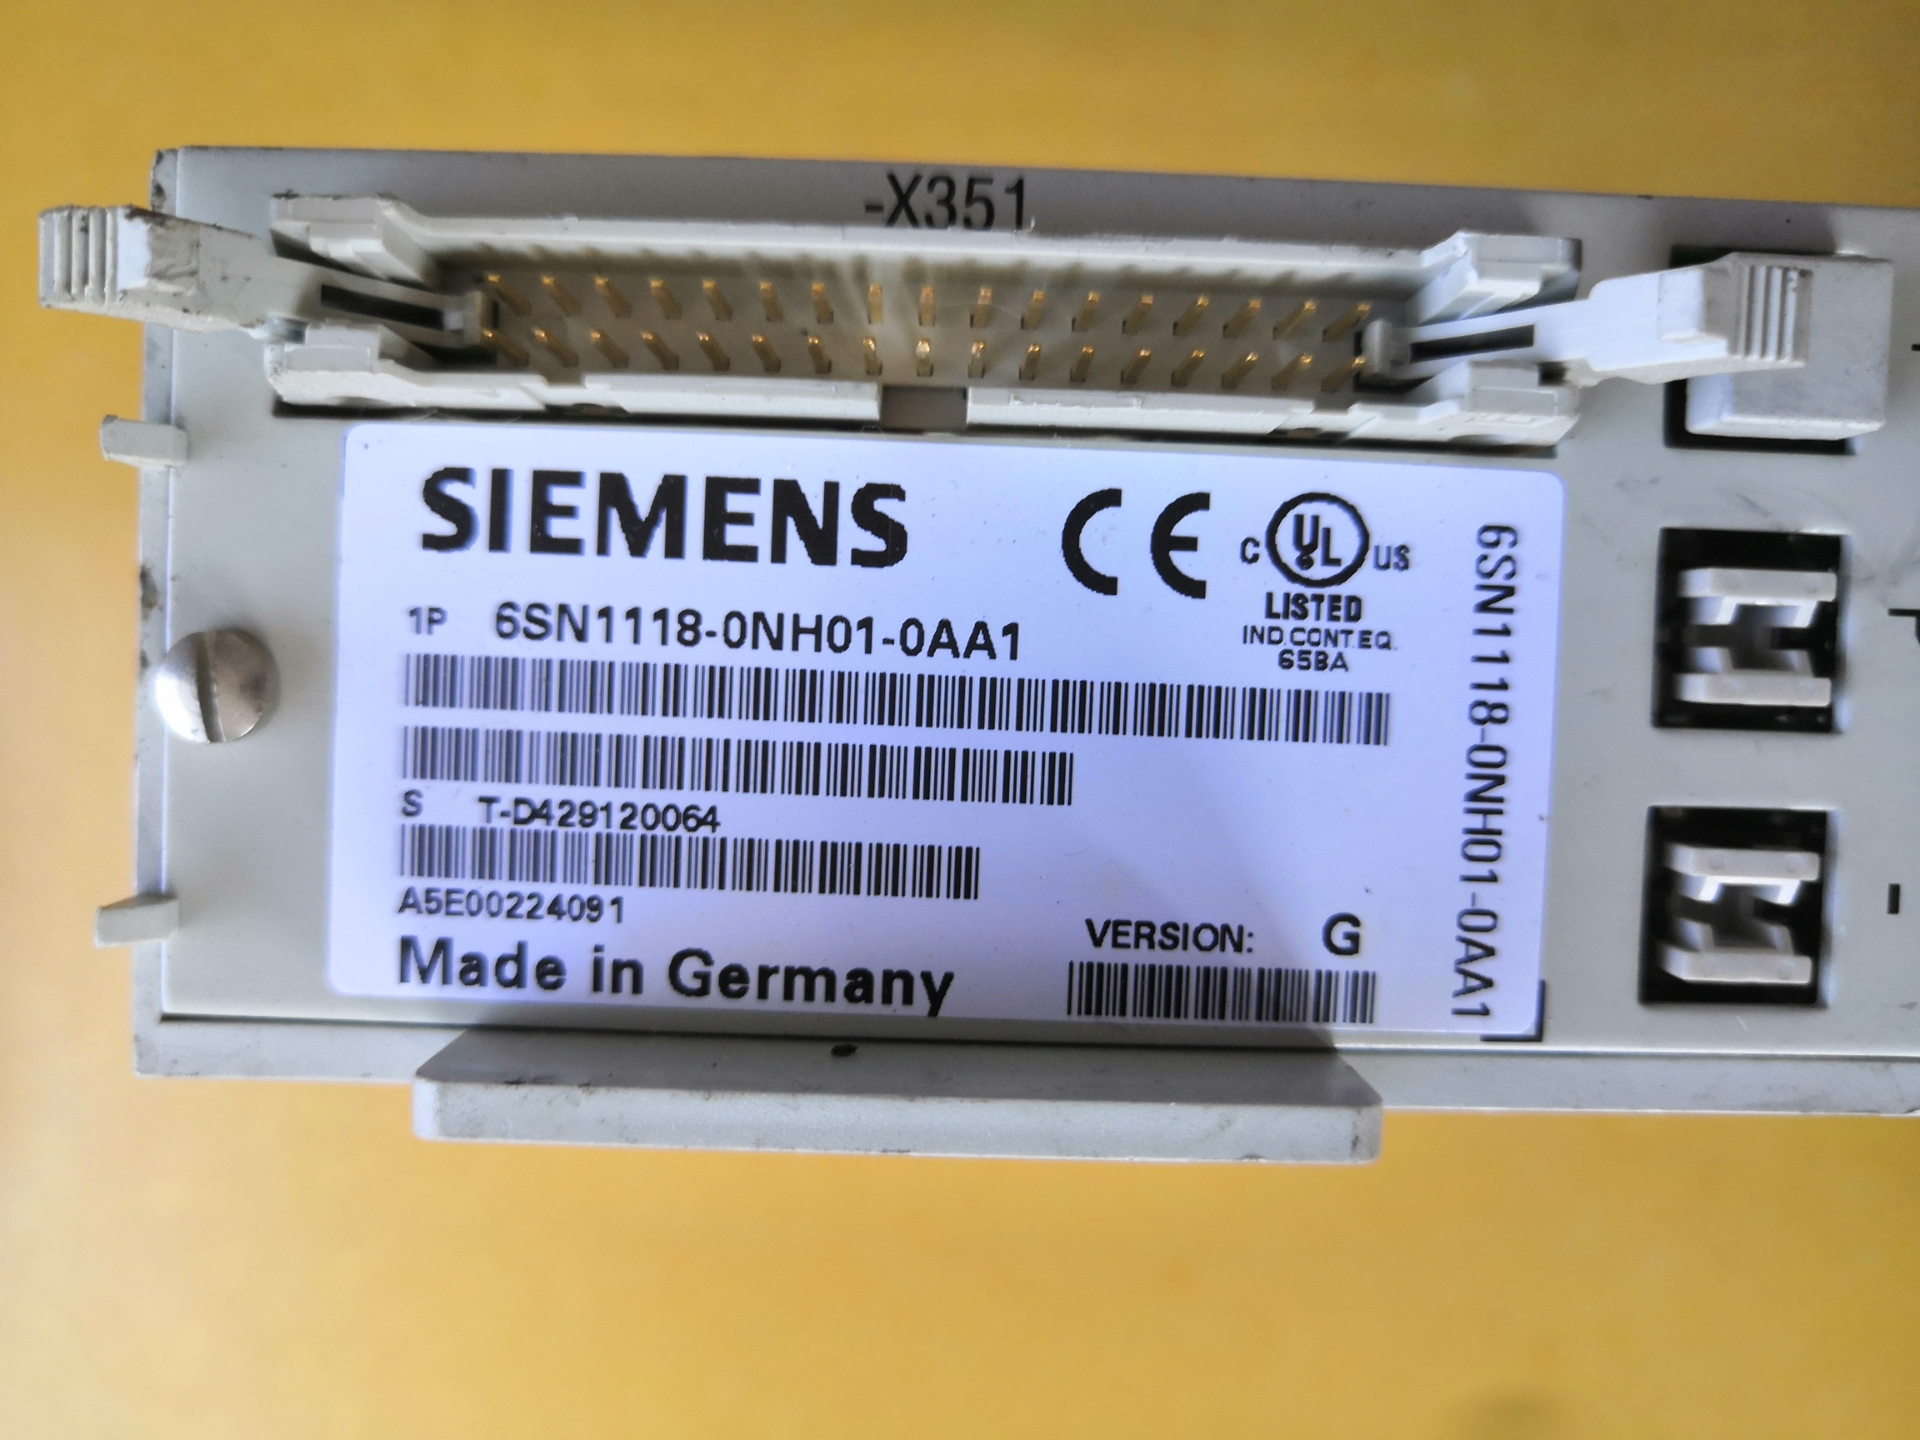 -X351
SIEMENS
CE
C UL US
LISTED
IND.CONT.EQ.
65BA
1P 6SN1118-0NH01-0AA1
S T-D429120064
A5E00224091
Made in Germany
VERSION: G
6SN1118-0NH01-0AA1